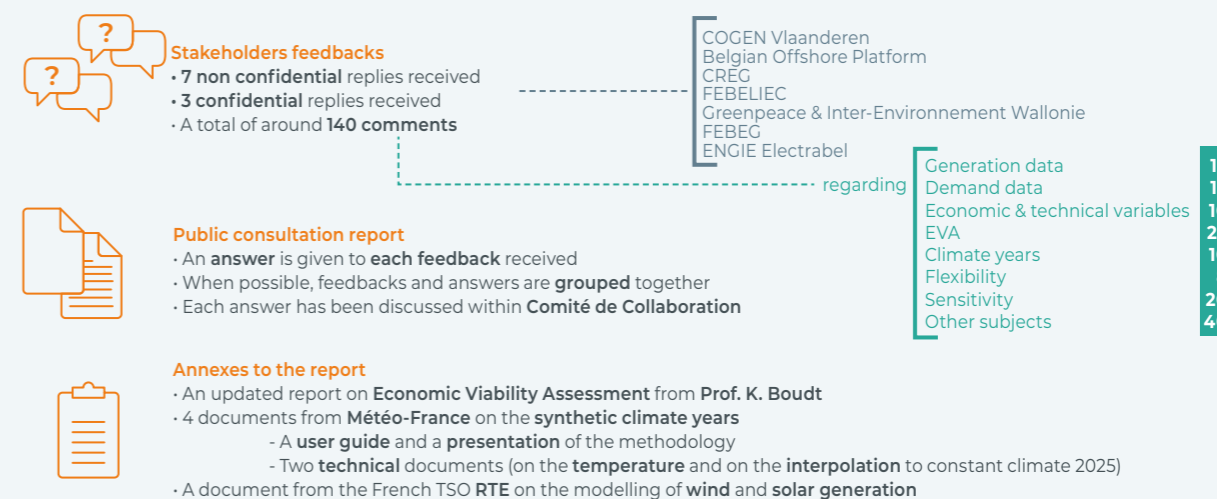 ?
?
Stakeholders feedbacks
• 7 non confidential replies received
• 3 confidential replies received
• A total of around 140 comments
COGEN Vlaanderen
Belgian Offshore Platform
CREG
FEBELIEC
Greenpeace & Inter-Environnement Wallonie
FEBEG
ENGIE Electrabel
regarding
Generation data
Demand data
Economic & technical variables
EVA
Climate years
Flexibility
Sensitivity
Other subjects
Public consultation report
• An answer is given to each feedback received
• When possible, feedbacks and answers are grouped together
• Each answer has been discussed within Comité de Collaboration
Annexes to the report
• An updated report on Economic Viability Assessment from Prof. K. Boudt
• 4 documents from Météo-France on the synthetic climate years
- A user guide and a presentation of the methodology
- Two technical documents (on the temperature and on the interpolation to constant climate 2025)
• A document from the French TSO RTE on the modelling of wind and solar generation